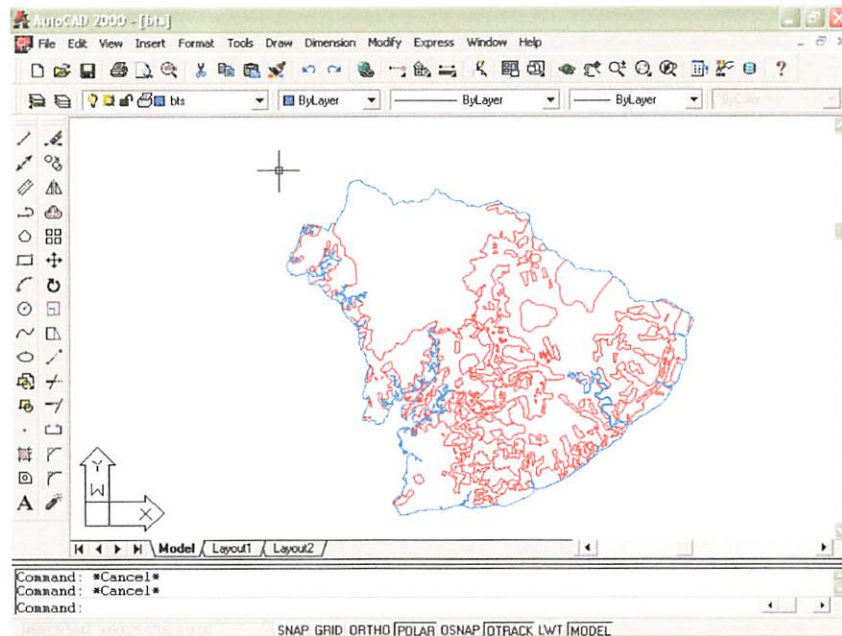 AutoCAD 2000 - [bts]
File Edit View Insert Format Tools Draw Dimension Modify Express Window Help
bts ByLayer ByLayer ByLayer ByColor
A
Y
W
X
Model Layout1 Layout2
Command: *Cancel*
Command: *Cancel*
Command:
SNAP GRID ORTHO POLAR OSNAP OTRACK LWT MODEL